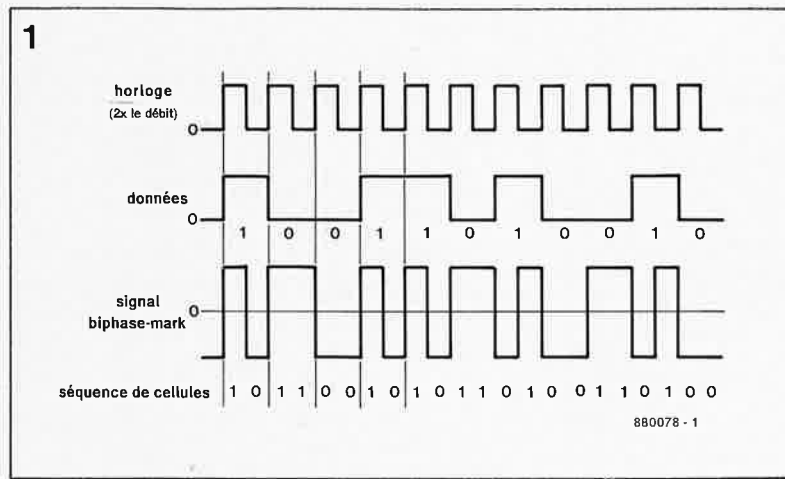 1
horloge
(2x le débit)
0
données
0
1 0 0 1 1 0 1 0 0 1 0
signal
biphase-mark
0
séquence de cellules 1 0 1 1 0 0 1 0 1 0 1 1 0 1 0 0 1 1 0 1 0 0
880078 - 1